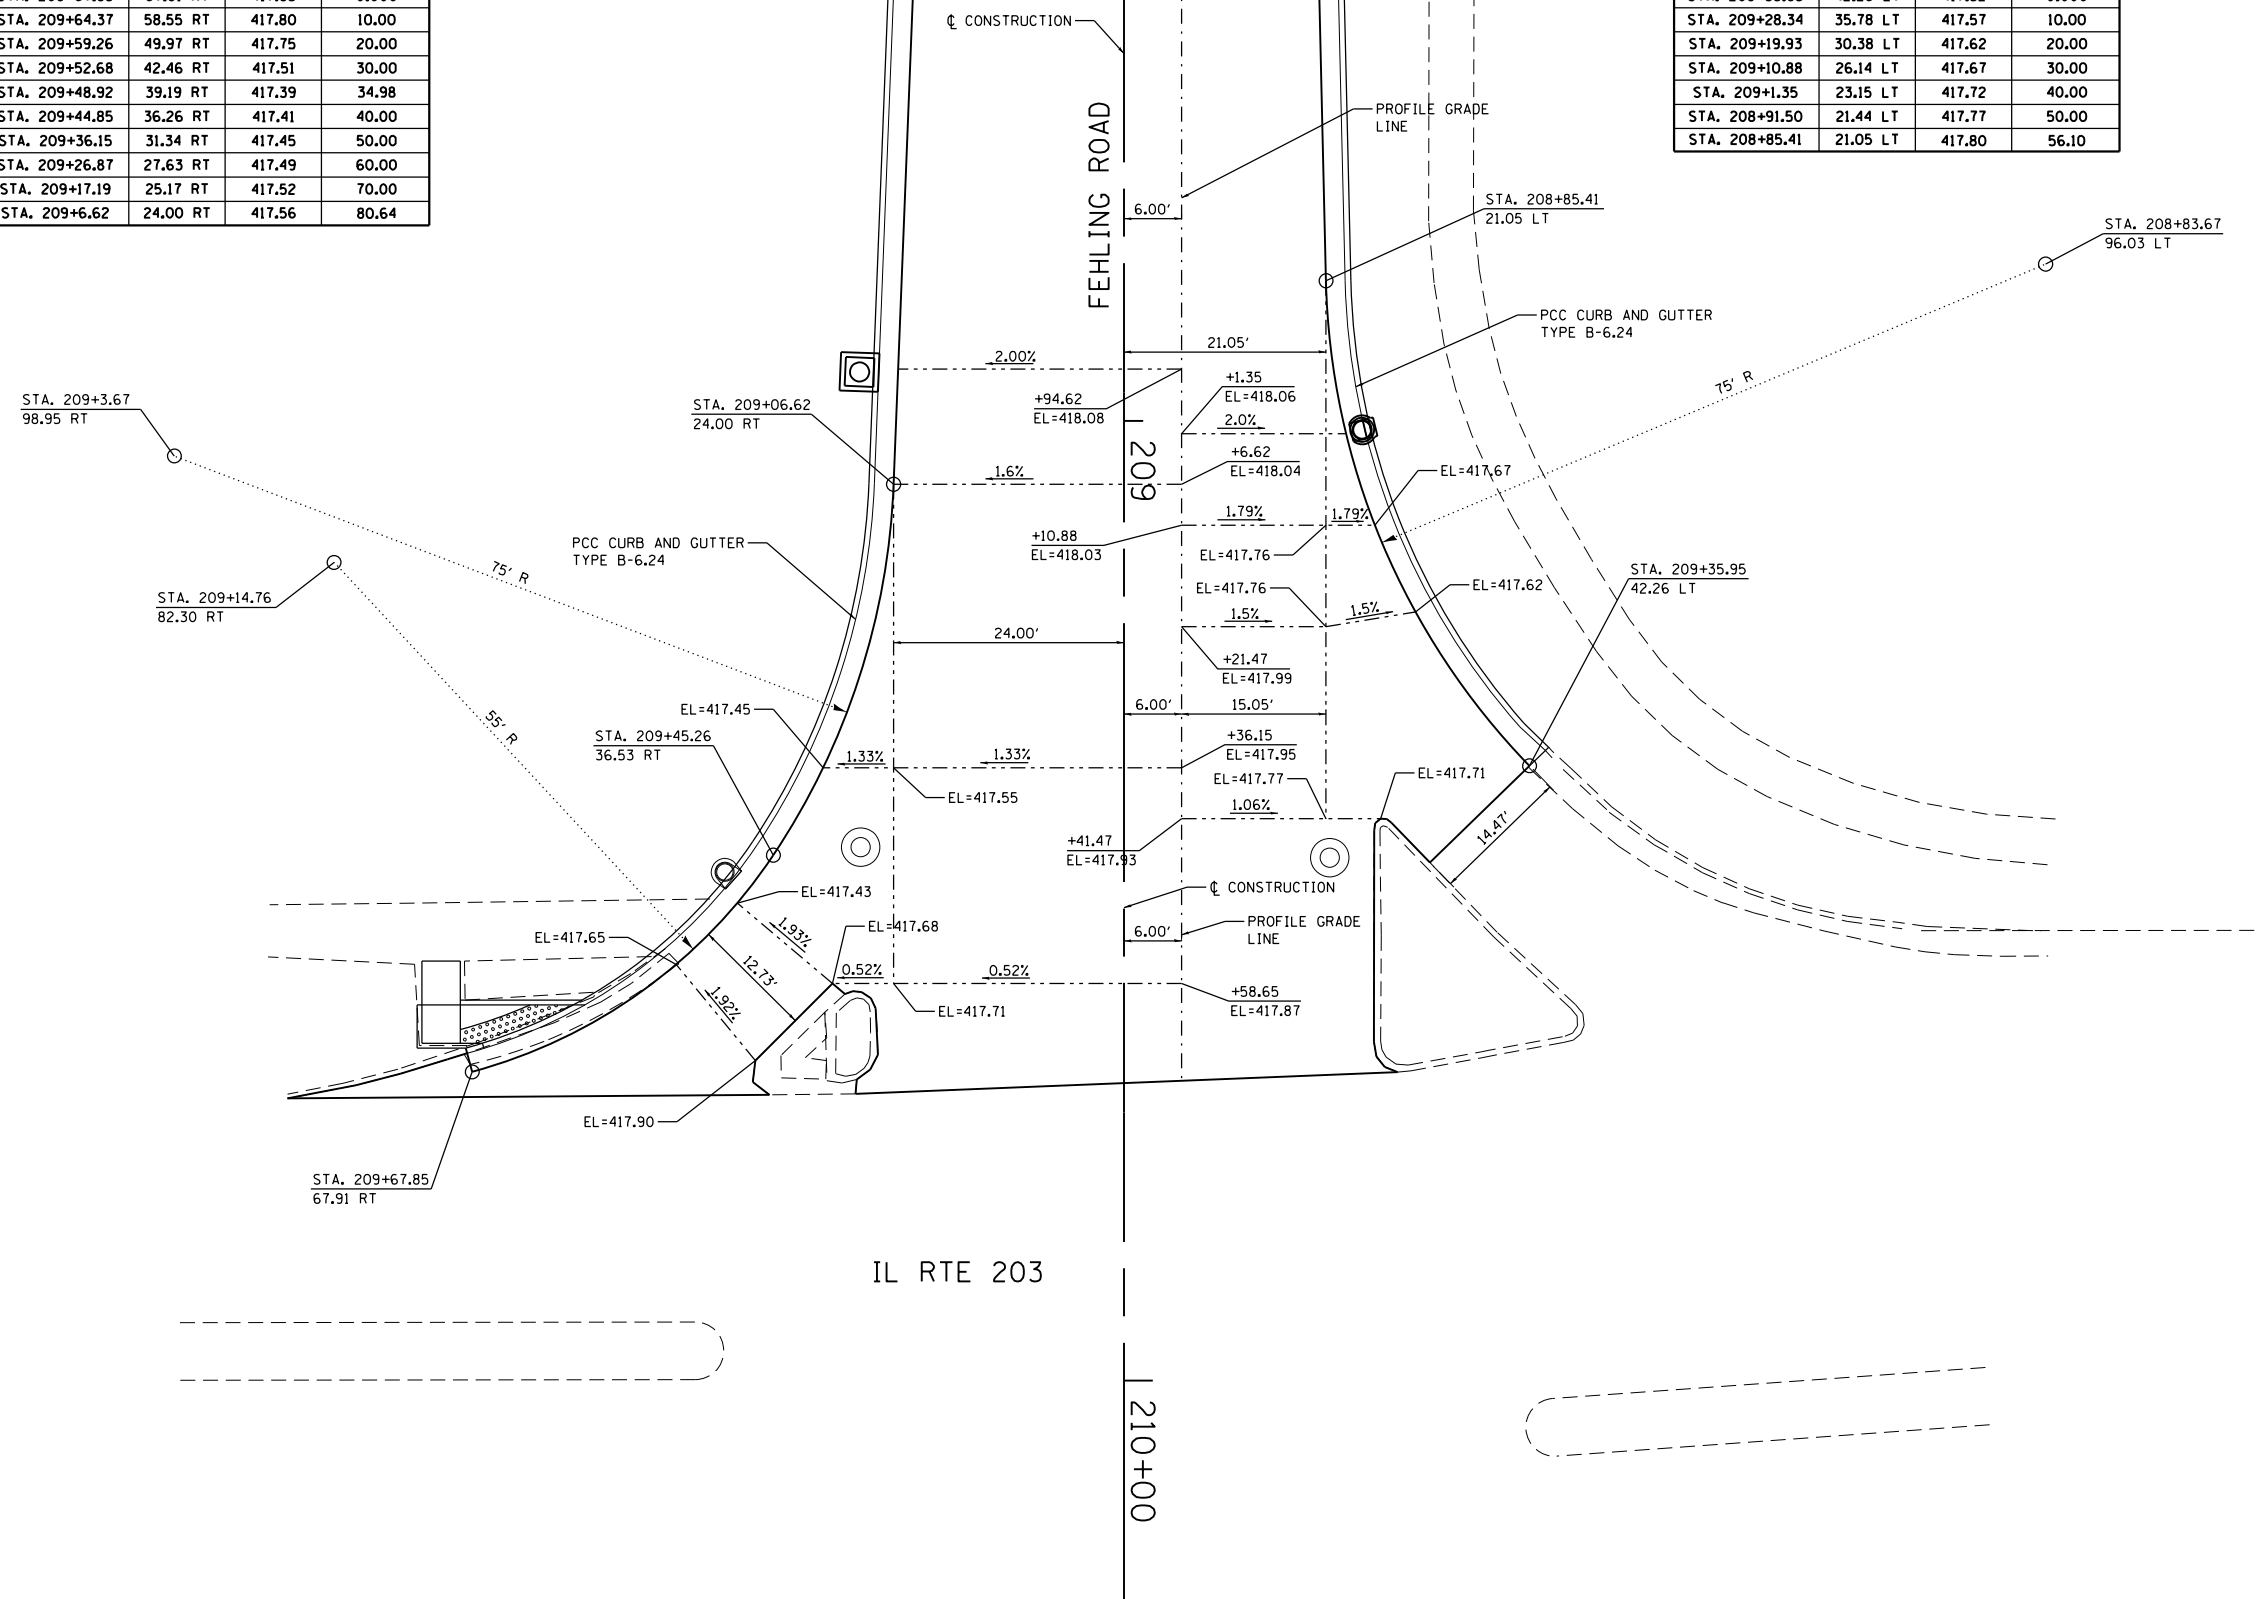 STA. 209+64.37 58.55 RT 417.80 10.00
STA. 209+59.26 49.97 RT 417.75 20.00
STA. 209+52.68 42.46 RT 417.51 30.00
STA. 209+48.92 39.19 RT 417.39 34.98
STA. 209+44.85 36.26 RT 417.41 40.00
STA. 209+36.15 31.34 RT 417.45 50.00
STA. 209+26.87 27.63 RT 417.49 60.00
STA. 209+17.19 25.17 RT 417.52 70.00
STA. 209+6.62 24.00 RT 417.56 80.64
STA. 209+28.34 35.78 LT 417.57 10.00
STA. 209+19.93 30.38 LT 417.62 20.00
STA. 209+10.88 26.14 LT 417.67 30.00
STA. 209+1.35 23.15 LT 417.72 40.00
STA. 208+91.50 21.44 LT 417.77 50.00
STA. 208+85.41 21.05 LT 417.80 56.10
℄ CONSTRUCTION
PROFILE GRADE
LINE
FEHLING ROAD
6.00'
STA. 208+85.41
21.05 LT
STA. 208+83.67
96.03 LT
PCC CURB AND GUTTER
TYPE B-6.24
21.05'
2.00%
+94.62
EL=418.08
+1.35
EL=418.06
2.0%
75' R
STA. 209+3.67
98.95 RT
STA. 209+06.62
24.00 RT
209
+6.62
EL=418.04
1.6%
EL=417.67
1.79%
1.79%
+10.88
EL=418.03
EL=417.76
PCC CURB AND GUTTER
TYPE B-6.24
75' R
STA. 209+14.76
82.30 RT
EL=417.76
1.5%
1.5%
EL=417.62
STA. 209+35.95
42.26 LT
24.00'
+21.47
EL=417.99
6.00'
15.05'
EL=417.45
55' R
STA. 209+45.26
36.53 RT
1.33%
1.33%
+36.15
EL=417.95
EL=417.77
EL=417.71
EL=417.55
1.06%
14.47'
+41.47
EL=417.93
EL=417.43
℄ CONSTRUCTION
EL=417.68
PROFILE GRADE
LINE
6.00'
EL=417.65
1.93%
12.73'
0.52%
0.52%
1.92%
+58.65
EL=417.87
EL=417.71
EL=417.90
STA. 209+67.85
67.91 RT
IL RTE 203
210+00